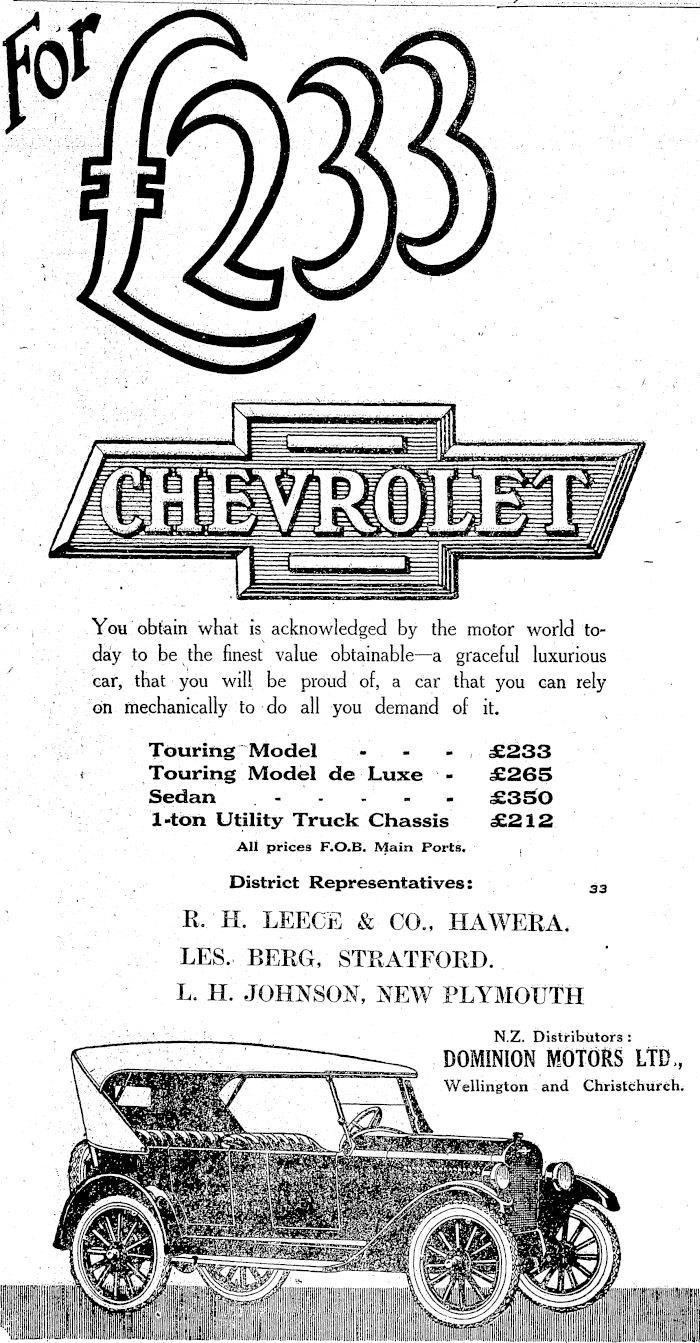 For
£233
CHEVROLET
You obtain what is acknowledged by the motor world to-
day to be the finest value obtainable—a graceful luxurious
car, that you will be proud of, a car that you can rely
on mechanically to do all you demand of it.
Touring Model - - - £233
Touring Model de Luxe - £265
Sedan - - - - - £350
1-ton Utility Truck Chassis £212
All prices F.O.B. Main Ports.
District Representatives:
33
R. H. LEECE & CO., HAWERA.
LES. BERG, STRATFORD.
L. H. JOHNSON, NEW PLYMOUTH
N.Z. Distributors:
DOMINION MOTORS LTD.,
Wellington and Christchurch.